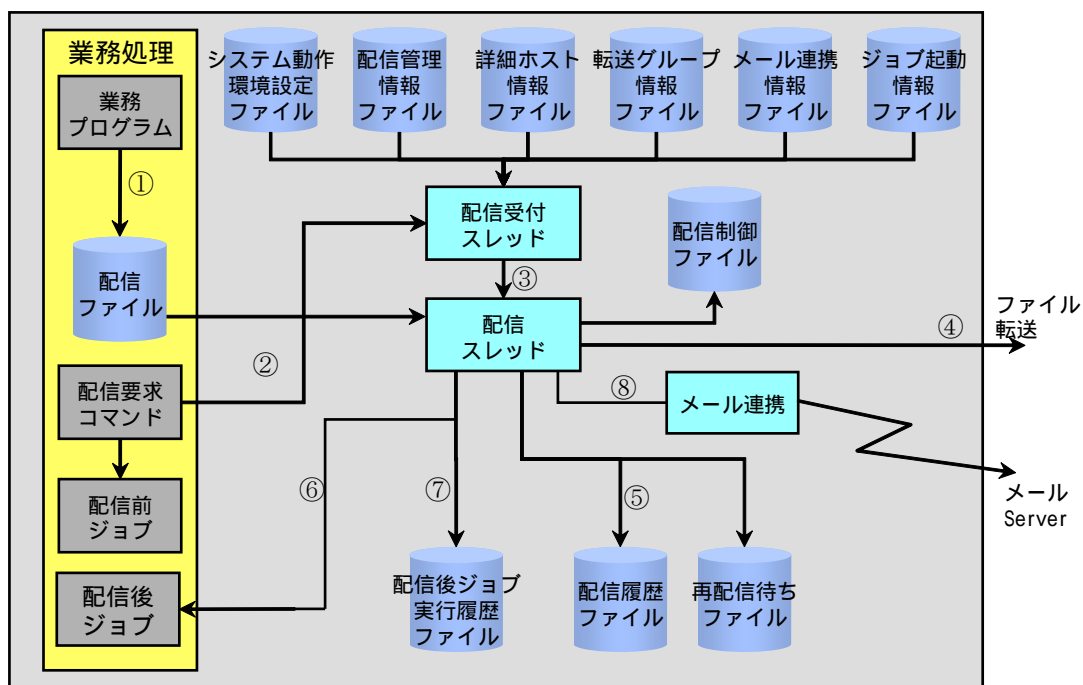 業務処理
業務
プログラム
①
配信
ファイル
②
配信要求
コマンド
配信前
ジョブ
配信後
ジョブ
システム動作
環境設定
ファイル
配信管理
情報
ファイル
詳細ホスト
情報
ファイル
転送グループ
情報
ファイル
メール連携
情報
ファイル
ジョブ起動
情報
ファイル
配信受付
スレッド
③
配信
スレッド
配信制御
ファイル
④
ファイル
転送
⑧
メール連携
メール
Server
⑥
⑦
⑤
配信後ジョブ
実行履歴
ファイル
配信履歴
ファイル
再配信待ち
ファイル